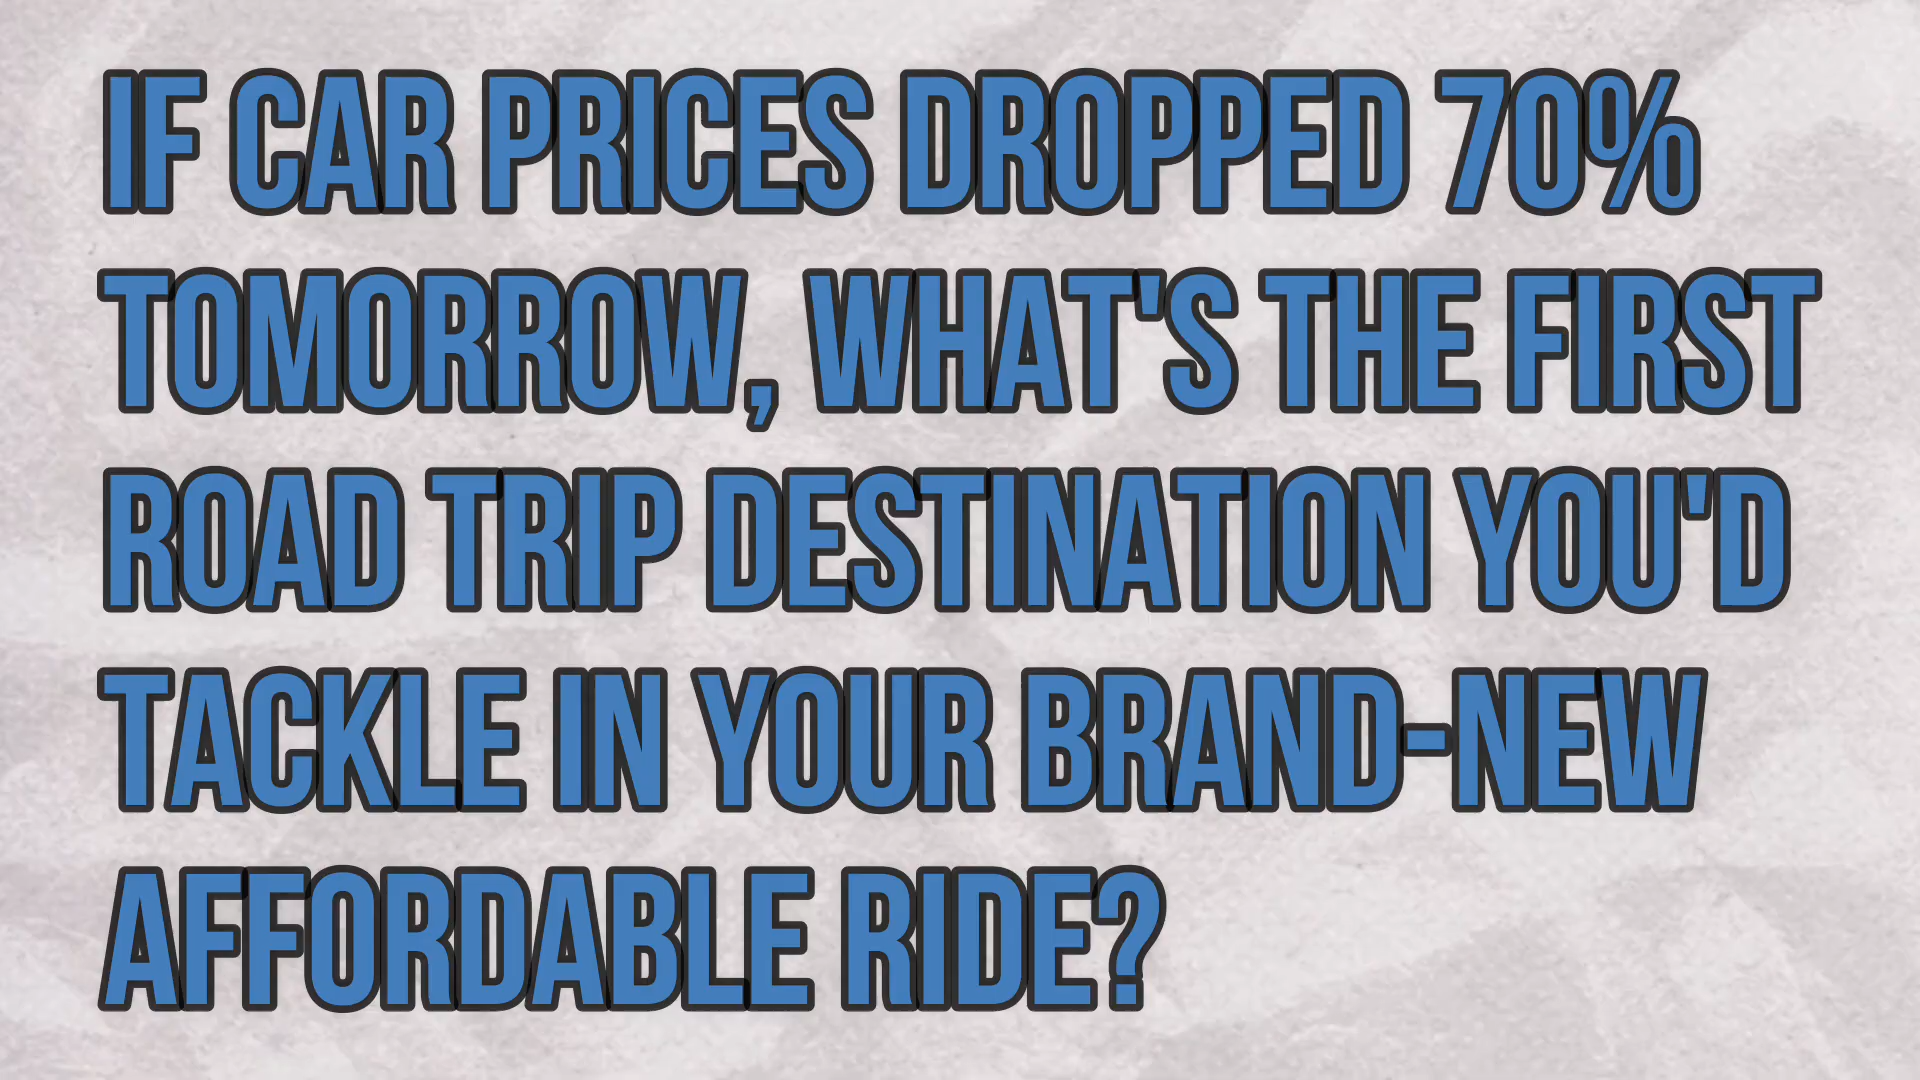 IF CAR PRICES DROPPED 70%
TOMORROW, WHAT'S THE FIRST
ROAD TRIP DESTINATION YOU'D
TACKLE IN YOUR BRAND-NEW
AFFORDABLE RIDE?